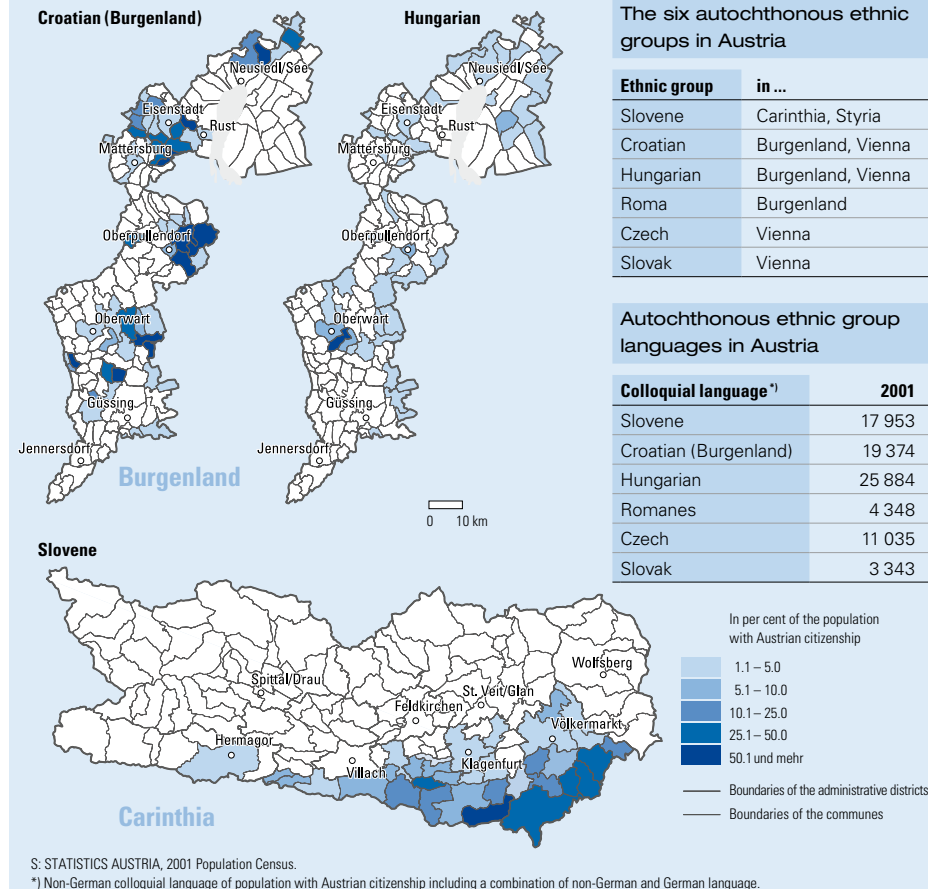 Croatian (Burgenland)
Neusiedl/See
Eisenstadt
Rust
Mattersburg
Oberpullendorf
Oberwart
Güssing
Jennersdorf
Burgenland
Hungarian
Neusiedl/See
Eisenstadt
Rust
Mattersburg
Oberpullendorf
Oberwart
Güssing
Jennersdorf
0 10 km
The six autochthonous ethnic
groups in Austria
Ethnic group in ...
Slovene Carinthia, Styria
Croatian Burgenland, Vienna
Hungarian Burgenland, Vienna
Roma Burgenland
Czech Vienna
Slovak Vienna
Autochthonous ethnic group
languages in Austria
Colloquial language*) 2001
Slovene 17 953
Croatian (Burgenland) 19 374
Hungarian 25 884
Romanes 4 348
Czech 11 035
Slovak 3 343
Slovene
Wolfsberg
Spittal/Drau
St. Veit/Glan
Feldkirchen
Völkermarkt
Hermagor
Klagenfurt
Villach
Carinthia
In per cent of the population
with Austrian citizenship
1.1 – 5.0
5.1 – 10.0
10.1 – 25.0
25.1 – 50.0
50.1 und mehr
Boundaries of the administrative districts
Boundaries of the communes
S: STATISTICS AUSTRIA, 2001 Population Census.
*) Non-German colloquial language of population with Austrian citizenship including a combination of non-German and German language.